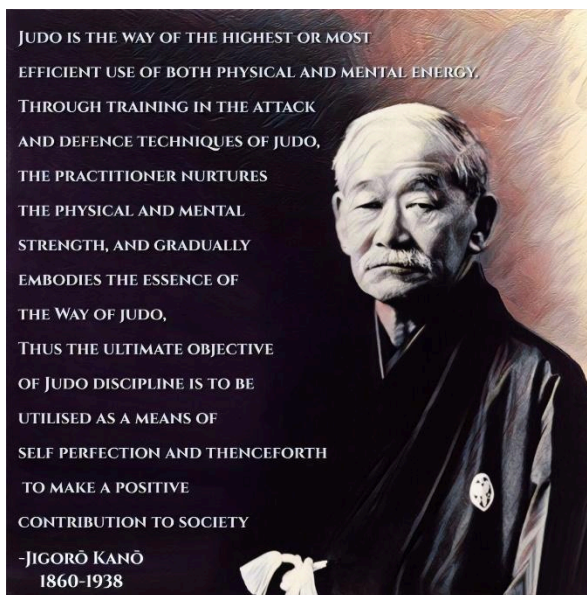 Judo is the way of the highest or most
efficient use of both physical and mental energy.
Through training in the attack
and defence techniques of judo,
the practitioner nurtures
the physical and mental
strength, and gradually
embodies the essence of
the Way of judo,
Thus the ultimate objective
of Judo discipline is to be
utilised as a means of
self perfection and thenceforth
to make a positive
contribution to society
-Jigorō Kanō
1860-1938